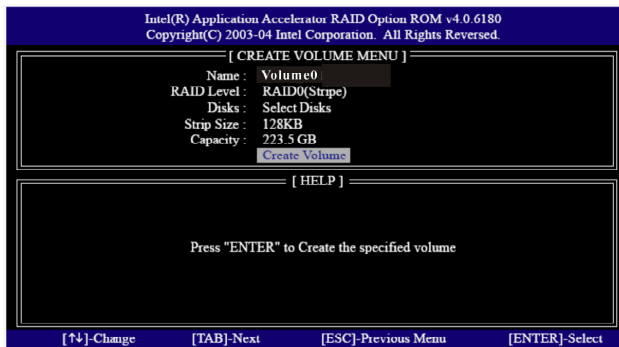 Intel(R) Application Accelerator RAID Option ROM v4.0.6180
Copyright(C) 2003-04 Intel Corporation. All Rights Reversed.
[ CREATE VOLUME MENU ]
Name : Volume0
RAID Level : RAID0(Stripe)
Disks : Select Disks
Strip Size : 128KB
Capacity : 223.5 GB
Create Volume
[ HELP ]
Press "ENTER" to Create the specified volume
[↑↓]-Change [TAB]-Next [ESC]-Previous Menu [ENTER]-Select